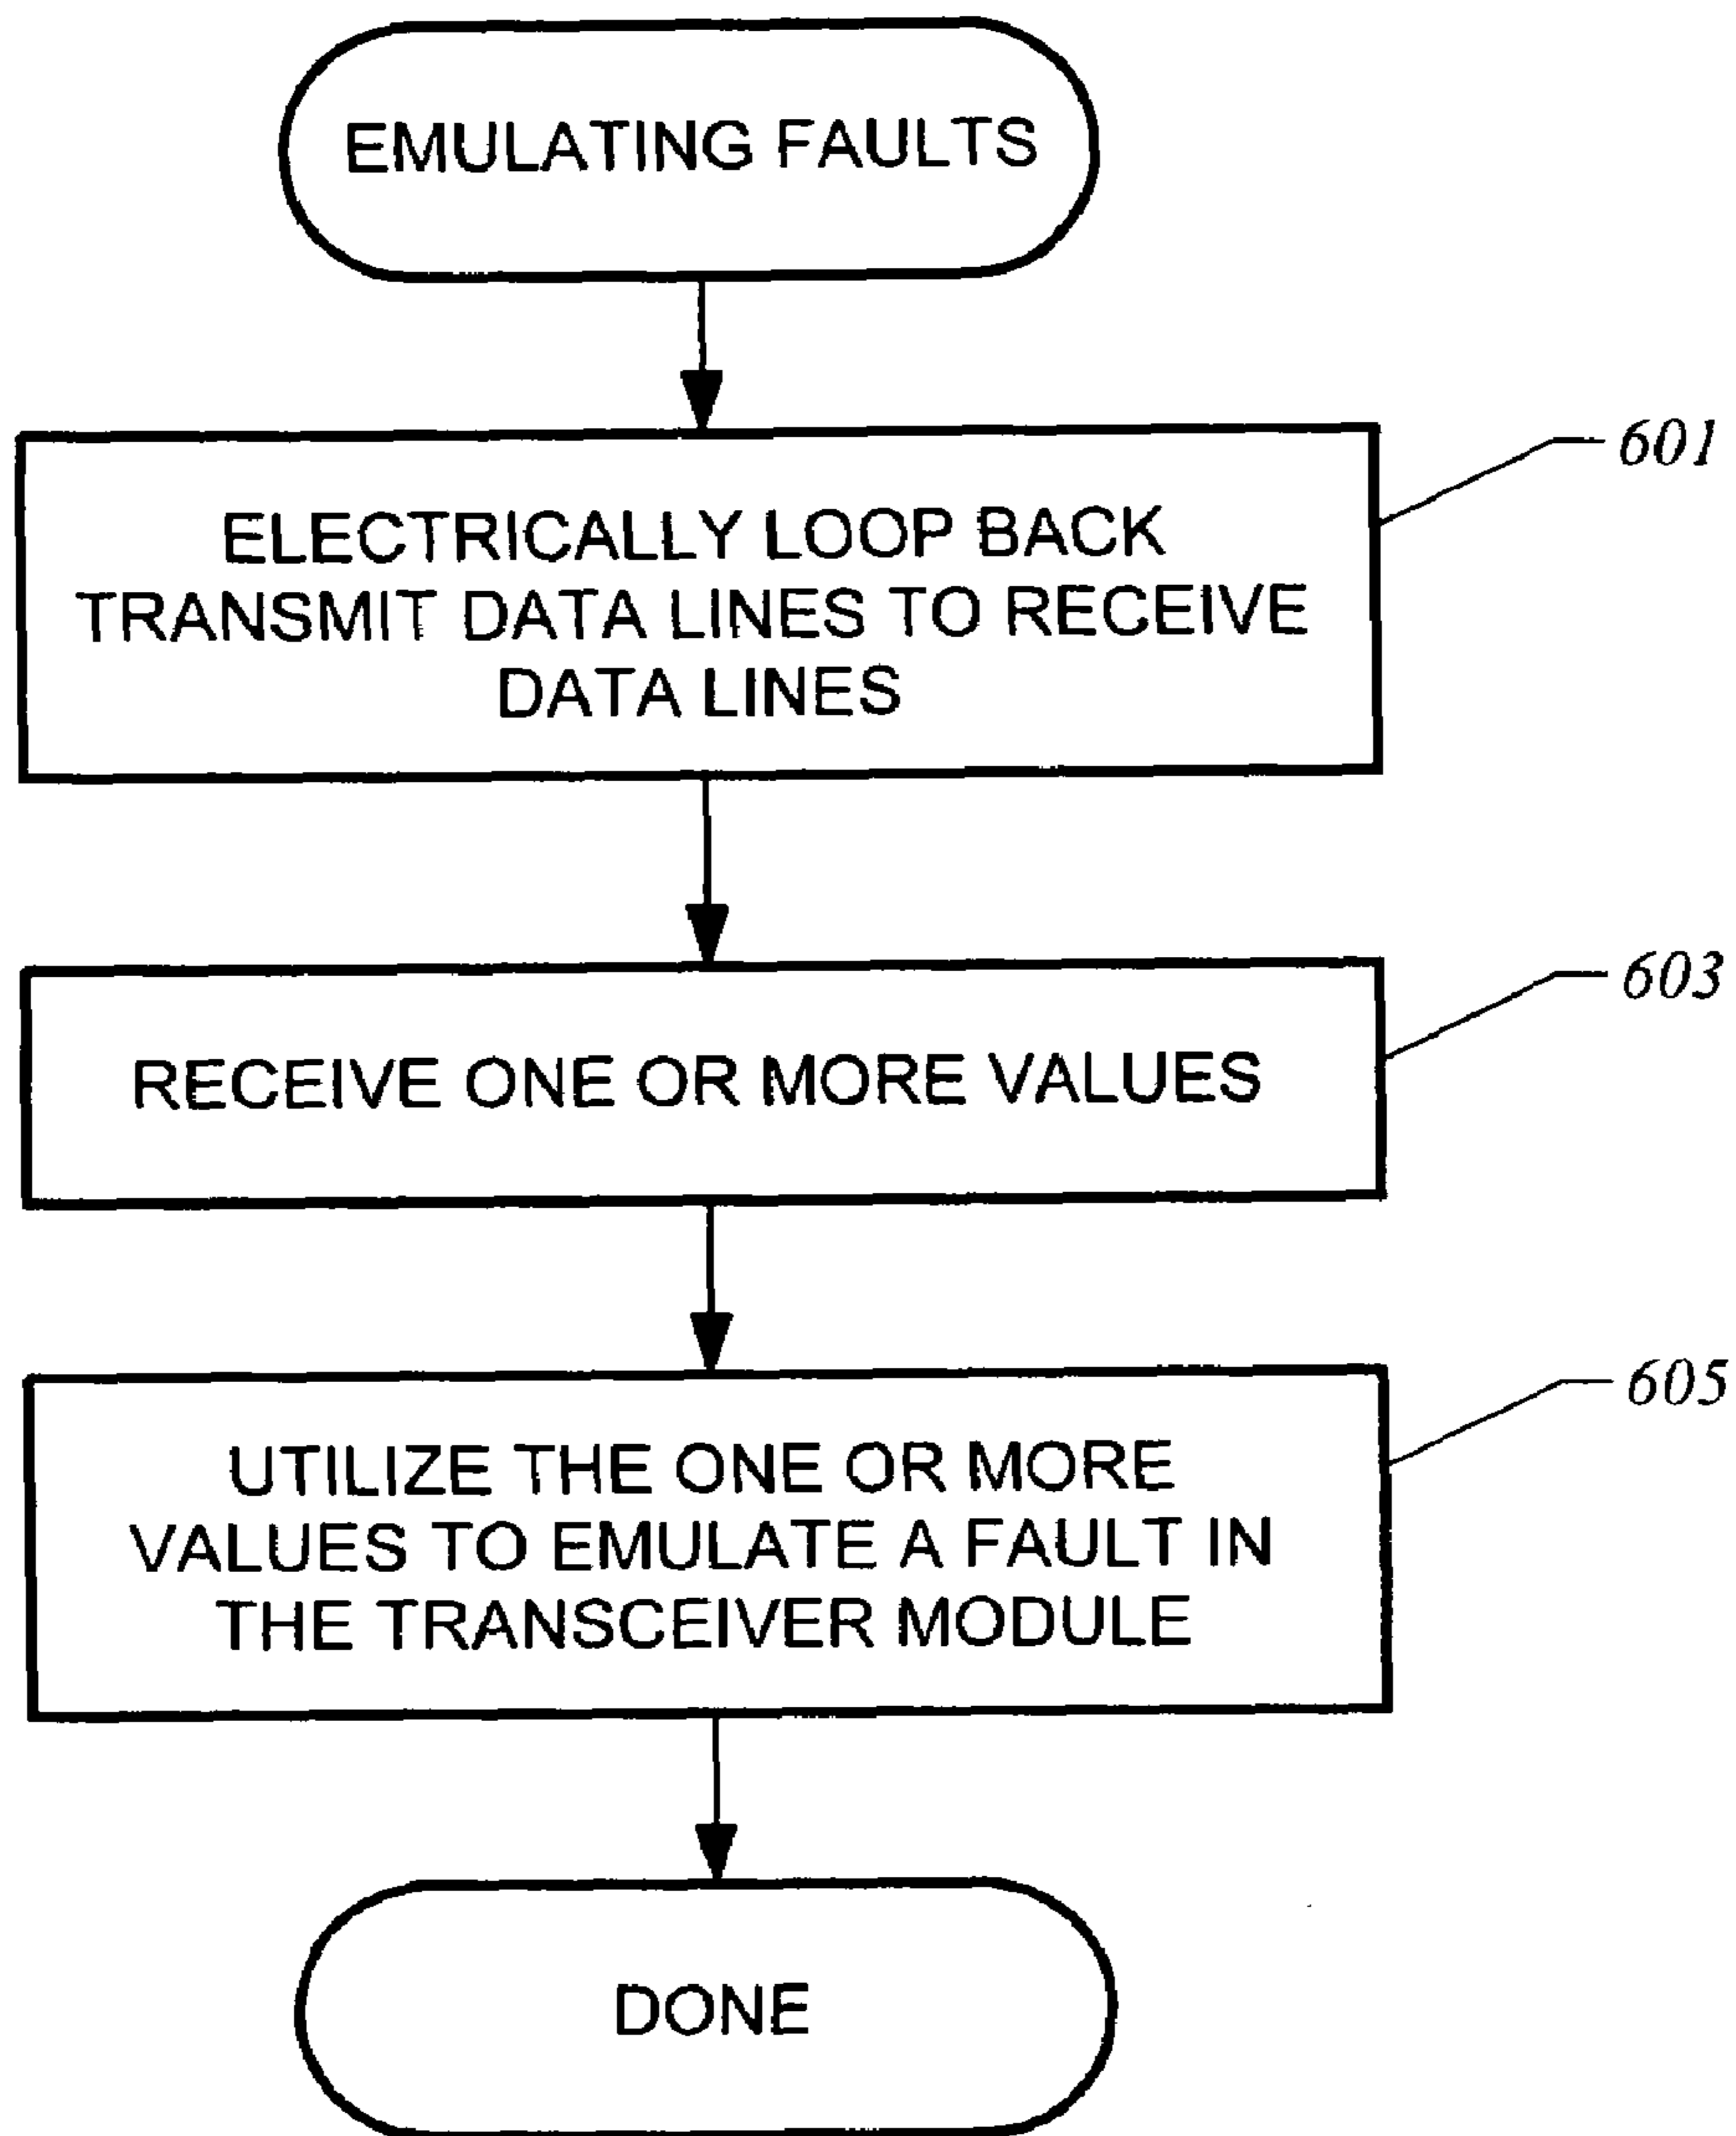 EMULATING FAULTS
601
ELECTRICALLY LOOP BACK
TRANSMIT DATA LINES TO RECEIVE
DATA LINES
603
RECEIVE ONE OR MORE VALUES
605
UTILIZE THE ONE OR MORE
VALUES TO EMULATE A FAULT IN
THE TRANSCEIVER MODULE
DONE